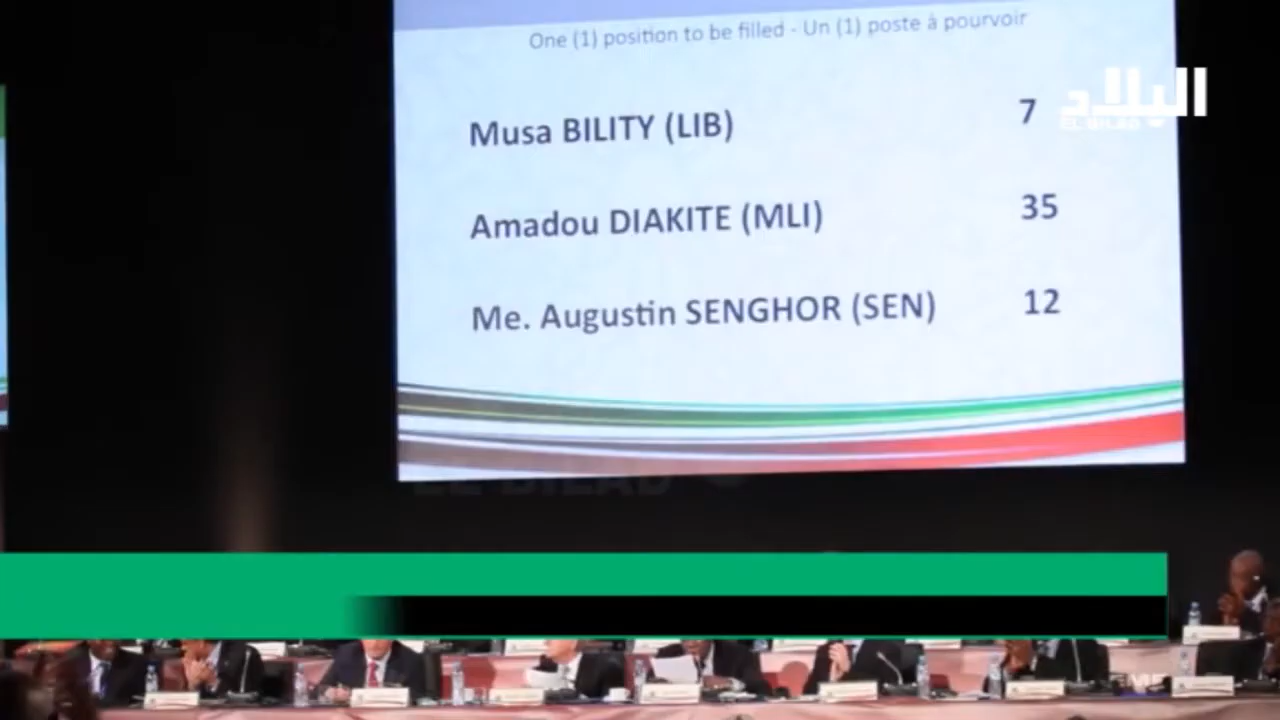 One (1) position to be filled - Un (1) poste à pourvoir
البلاد
EL BILAD
Musa BILITY (LIB) 7
Amadou DIAKITE (MLI) 35
Me. Augustin SENGHOR (SEN) 12